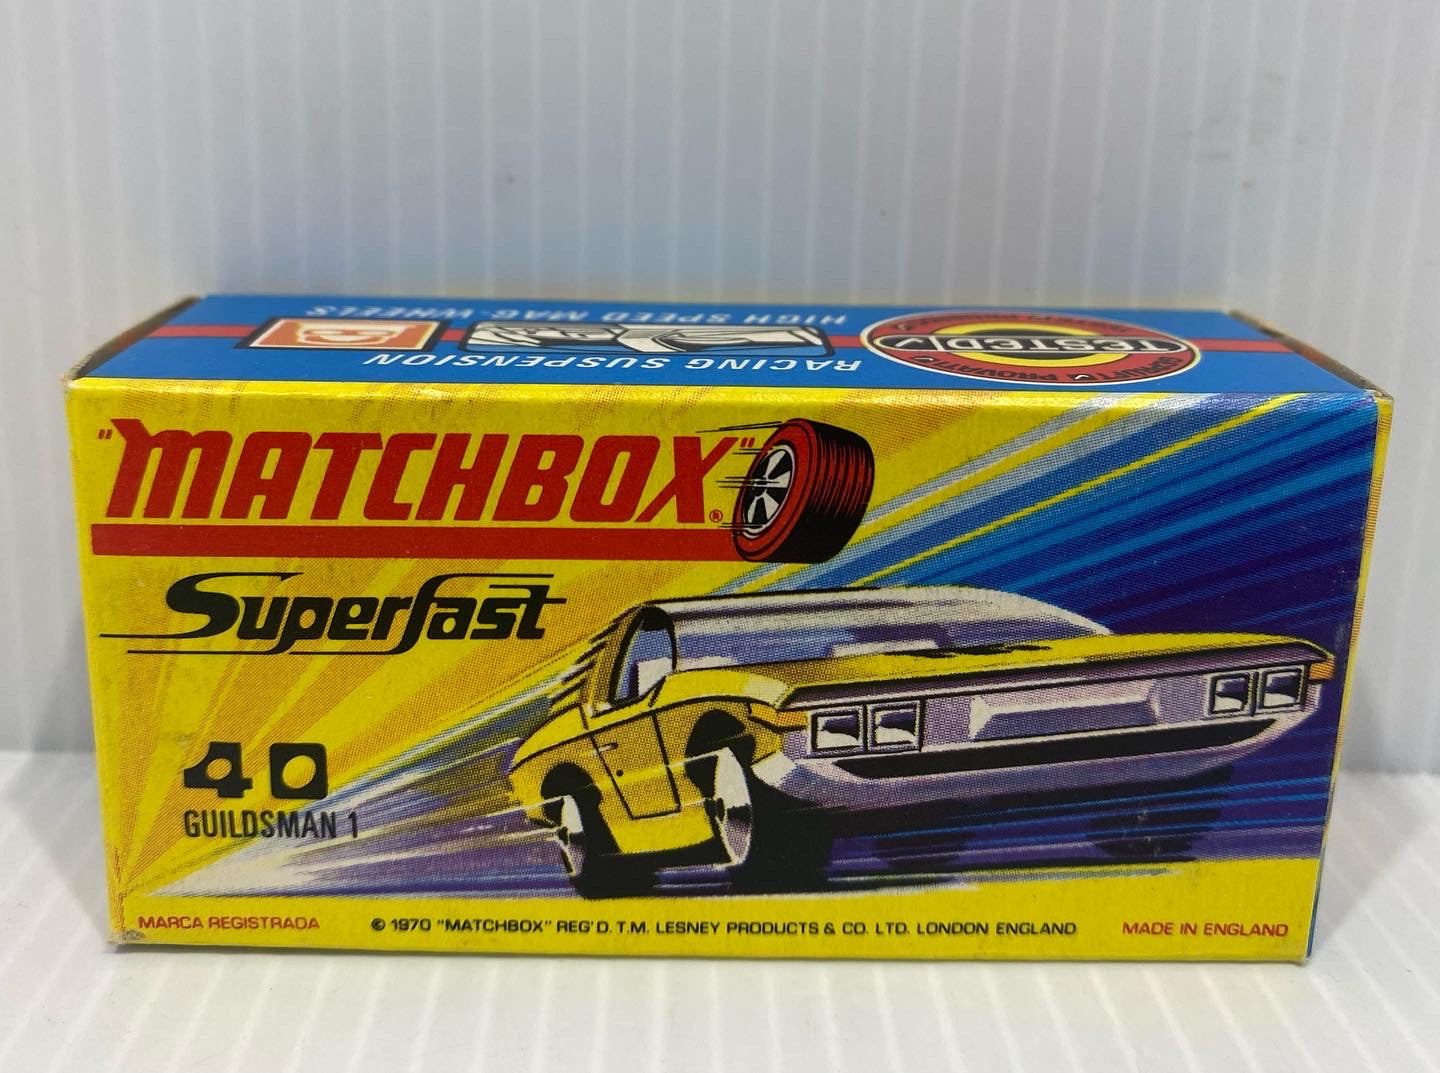 HIGH SPEED MAG WHEELS
RACING SUSPENSION
TESTED
"MATCHBOX"®
Superfast
40
GUILDSMAN 1
MARCA REGISTRADA
© 1970 "MATCHBOX" REG'D. T.M. LESNEY PRODUCTS & CO. LTD. LONDON ENGLAND
MADE IN ENGLAND